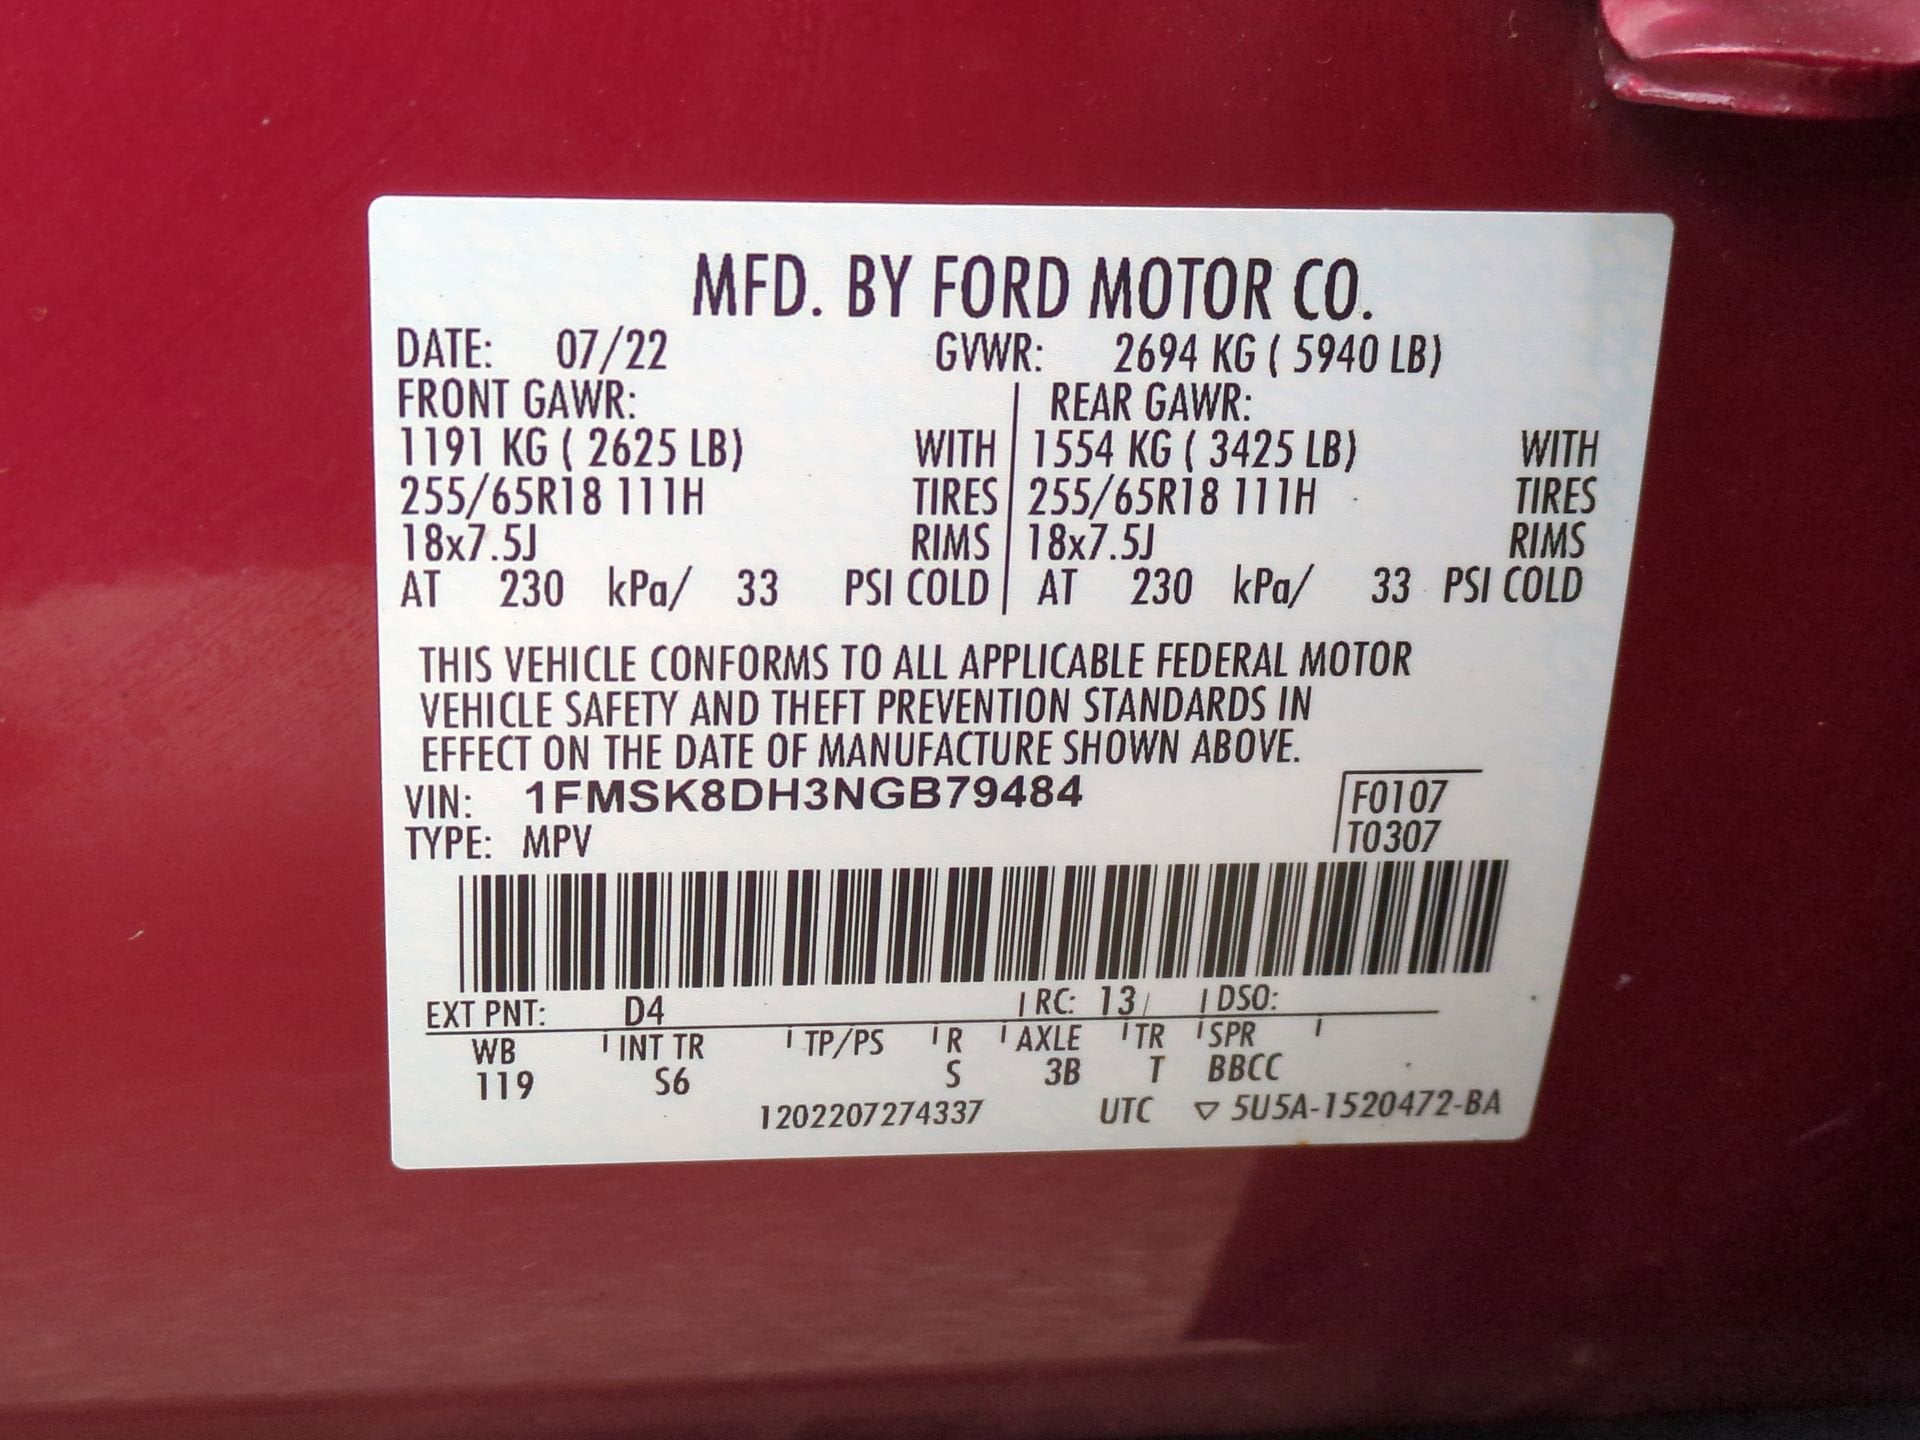 MFD. BY FORD MOTOR CO.
DATE: 07/22 GVWR: 2694 KG ( 5940 LB)
FRONT GAWR: REAR GAWR:
1191 KG ( 2625 LB) WITH 1554 KG ( 3425 LB) WITH
255/65R18 111H TIRES 255/65R18 111H TIRES
18x7.5J RIMS 18x7.5J RIMS
AT 230 kPa/ 33 PSI COLD AT 230 kPa/ 33 PSI COLD
THIS VEHICLE CONFORMS TO ALL APPLICABLE FEDERAL MOTOR
VEHICLE SAFETY AND THEFT PREVENTION STANDARDS IN
EFFECT ON THE DATE OF MANUFACTURE SHOWN ABOVE.
VIN: 1FMSK8DH3NGB79484 F0107
TYPE: MPV T0307
EXT PNT: D4 RC: 13 DSO:
WB INT TR TP/PS R AXLE TR SPR
119 S6 S 3B T BBCC
1202207274337 UTC ▽ 5U5A-1520472-BA